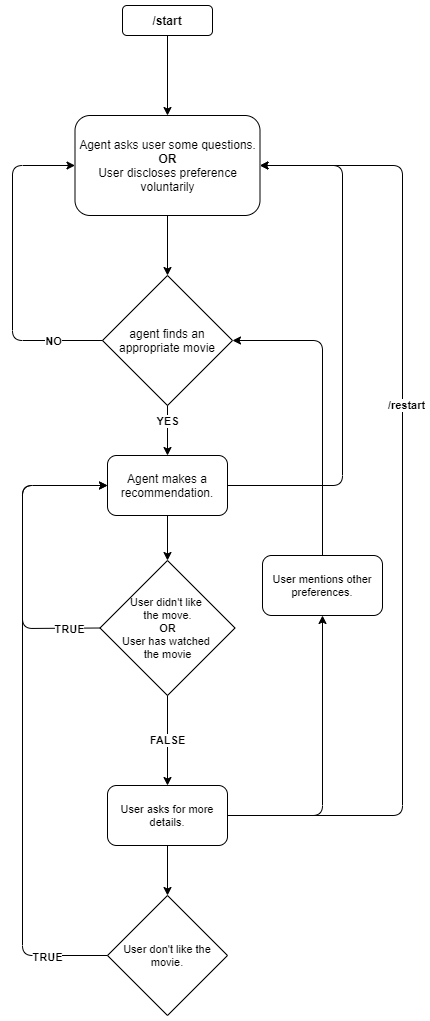 /start
Agent asks user some questions.
OR
User discloses preference
voluntarily
agent finds an
appropriate movie
NO
YES
/restart
Agent makes a
recommendation.
User mentions other
preferences.
User didn't like
the move.
OR
User has watched
the movie
TRUE
FALSE
User asks for more
details.
User don't like the
movie.
TRUE